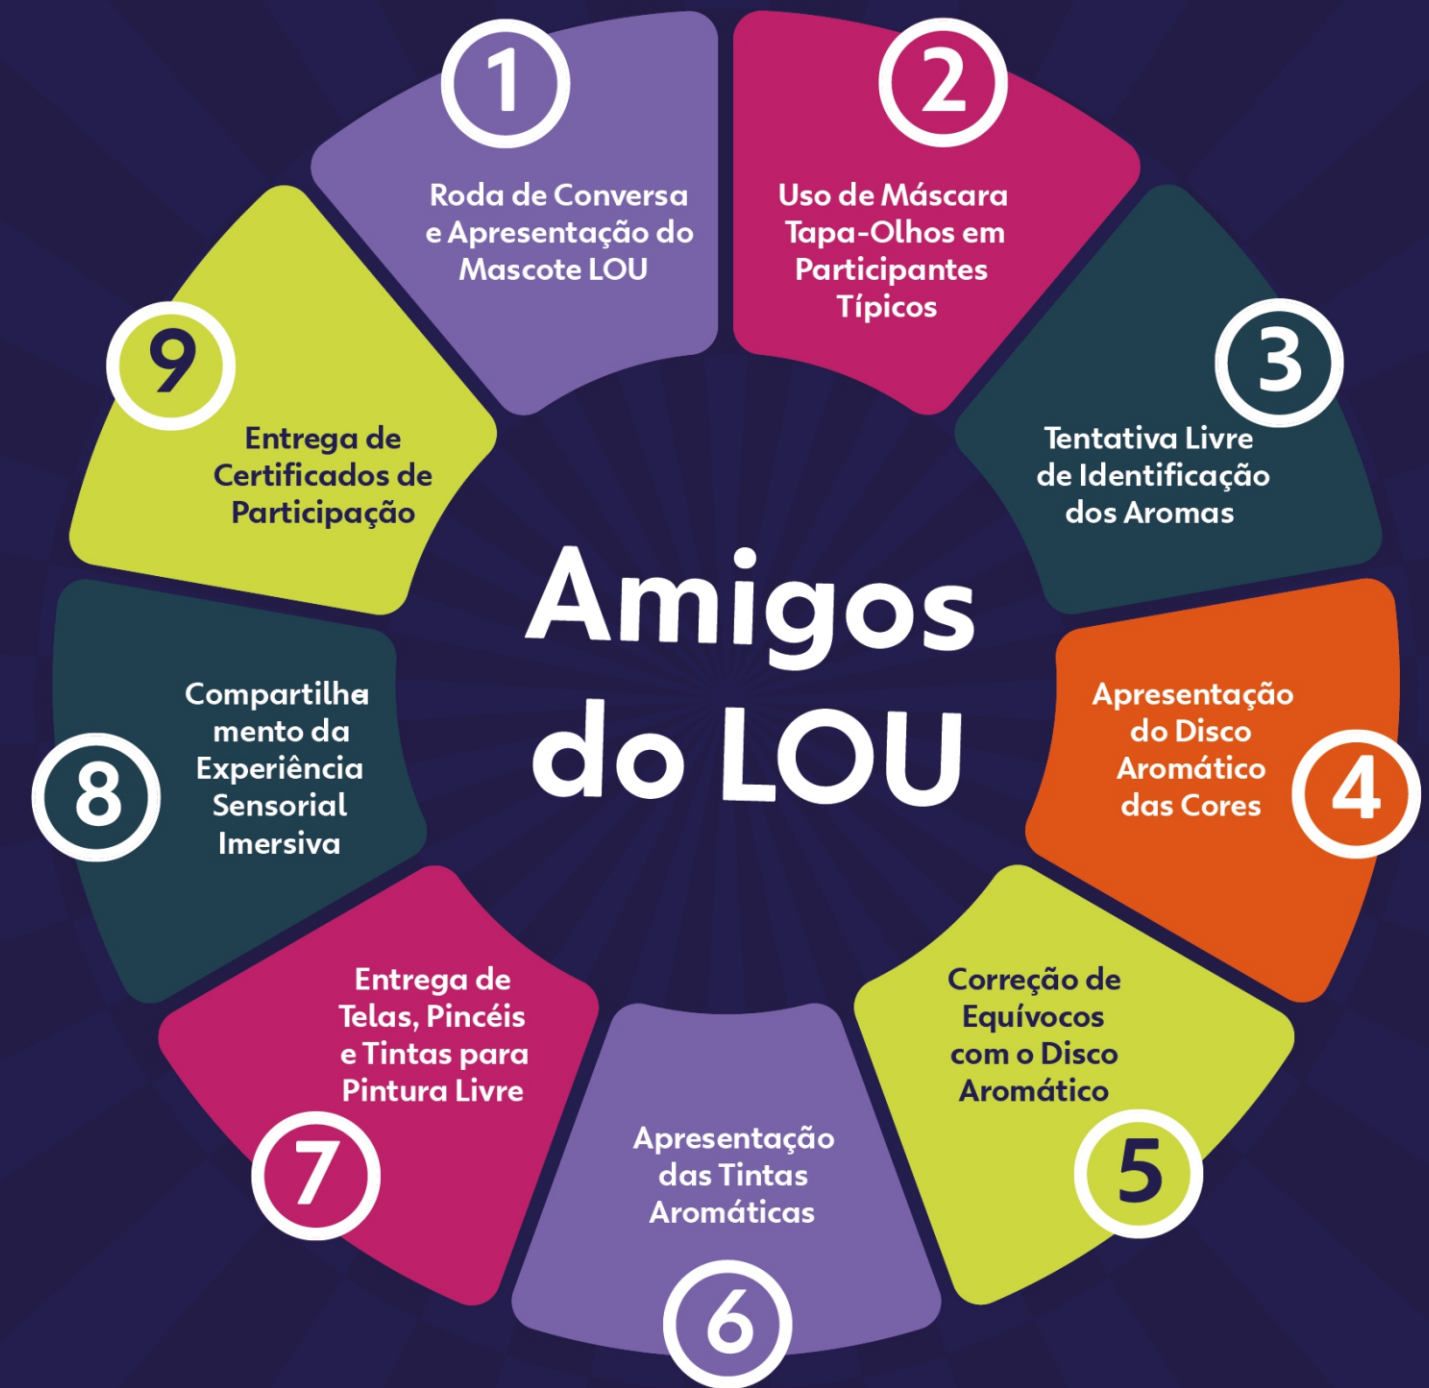 1
Roda de Conversa
e Apresentação do
Mascote LOU
2
Uso de Máscara
Tapa-Olhos em
Participantes
Típicos
3
Tentativa Livre
de Identificação
dos Aromas
4
Apresentação
do Disco
Aromático
das Cores
5
Correção de
Equívocos
com o Disco
Aromático
6
Apresentação
das Tintas
Aromáticas
7
Entrega de
Telas, Pincéis
e Tintas para
Pintura Livre
8
Compartilha
mento da
Experiência
Sensorial
Imersiva
9
Entrega de
Certificados de
Participação
Amigos
do LOU